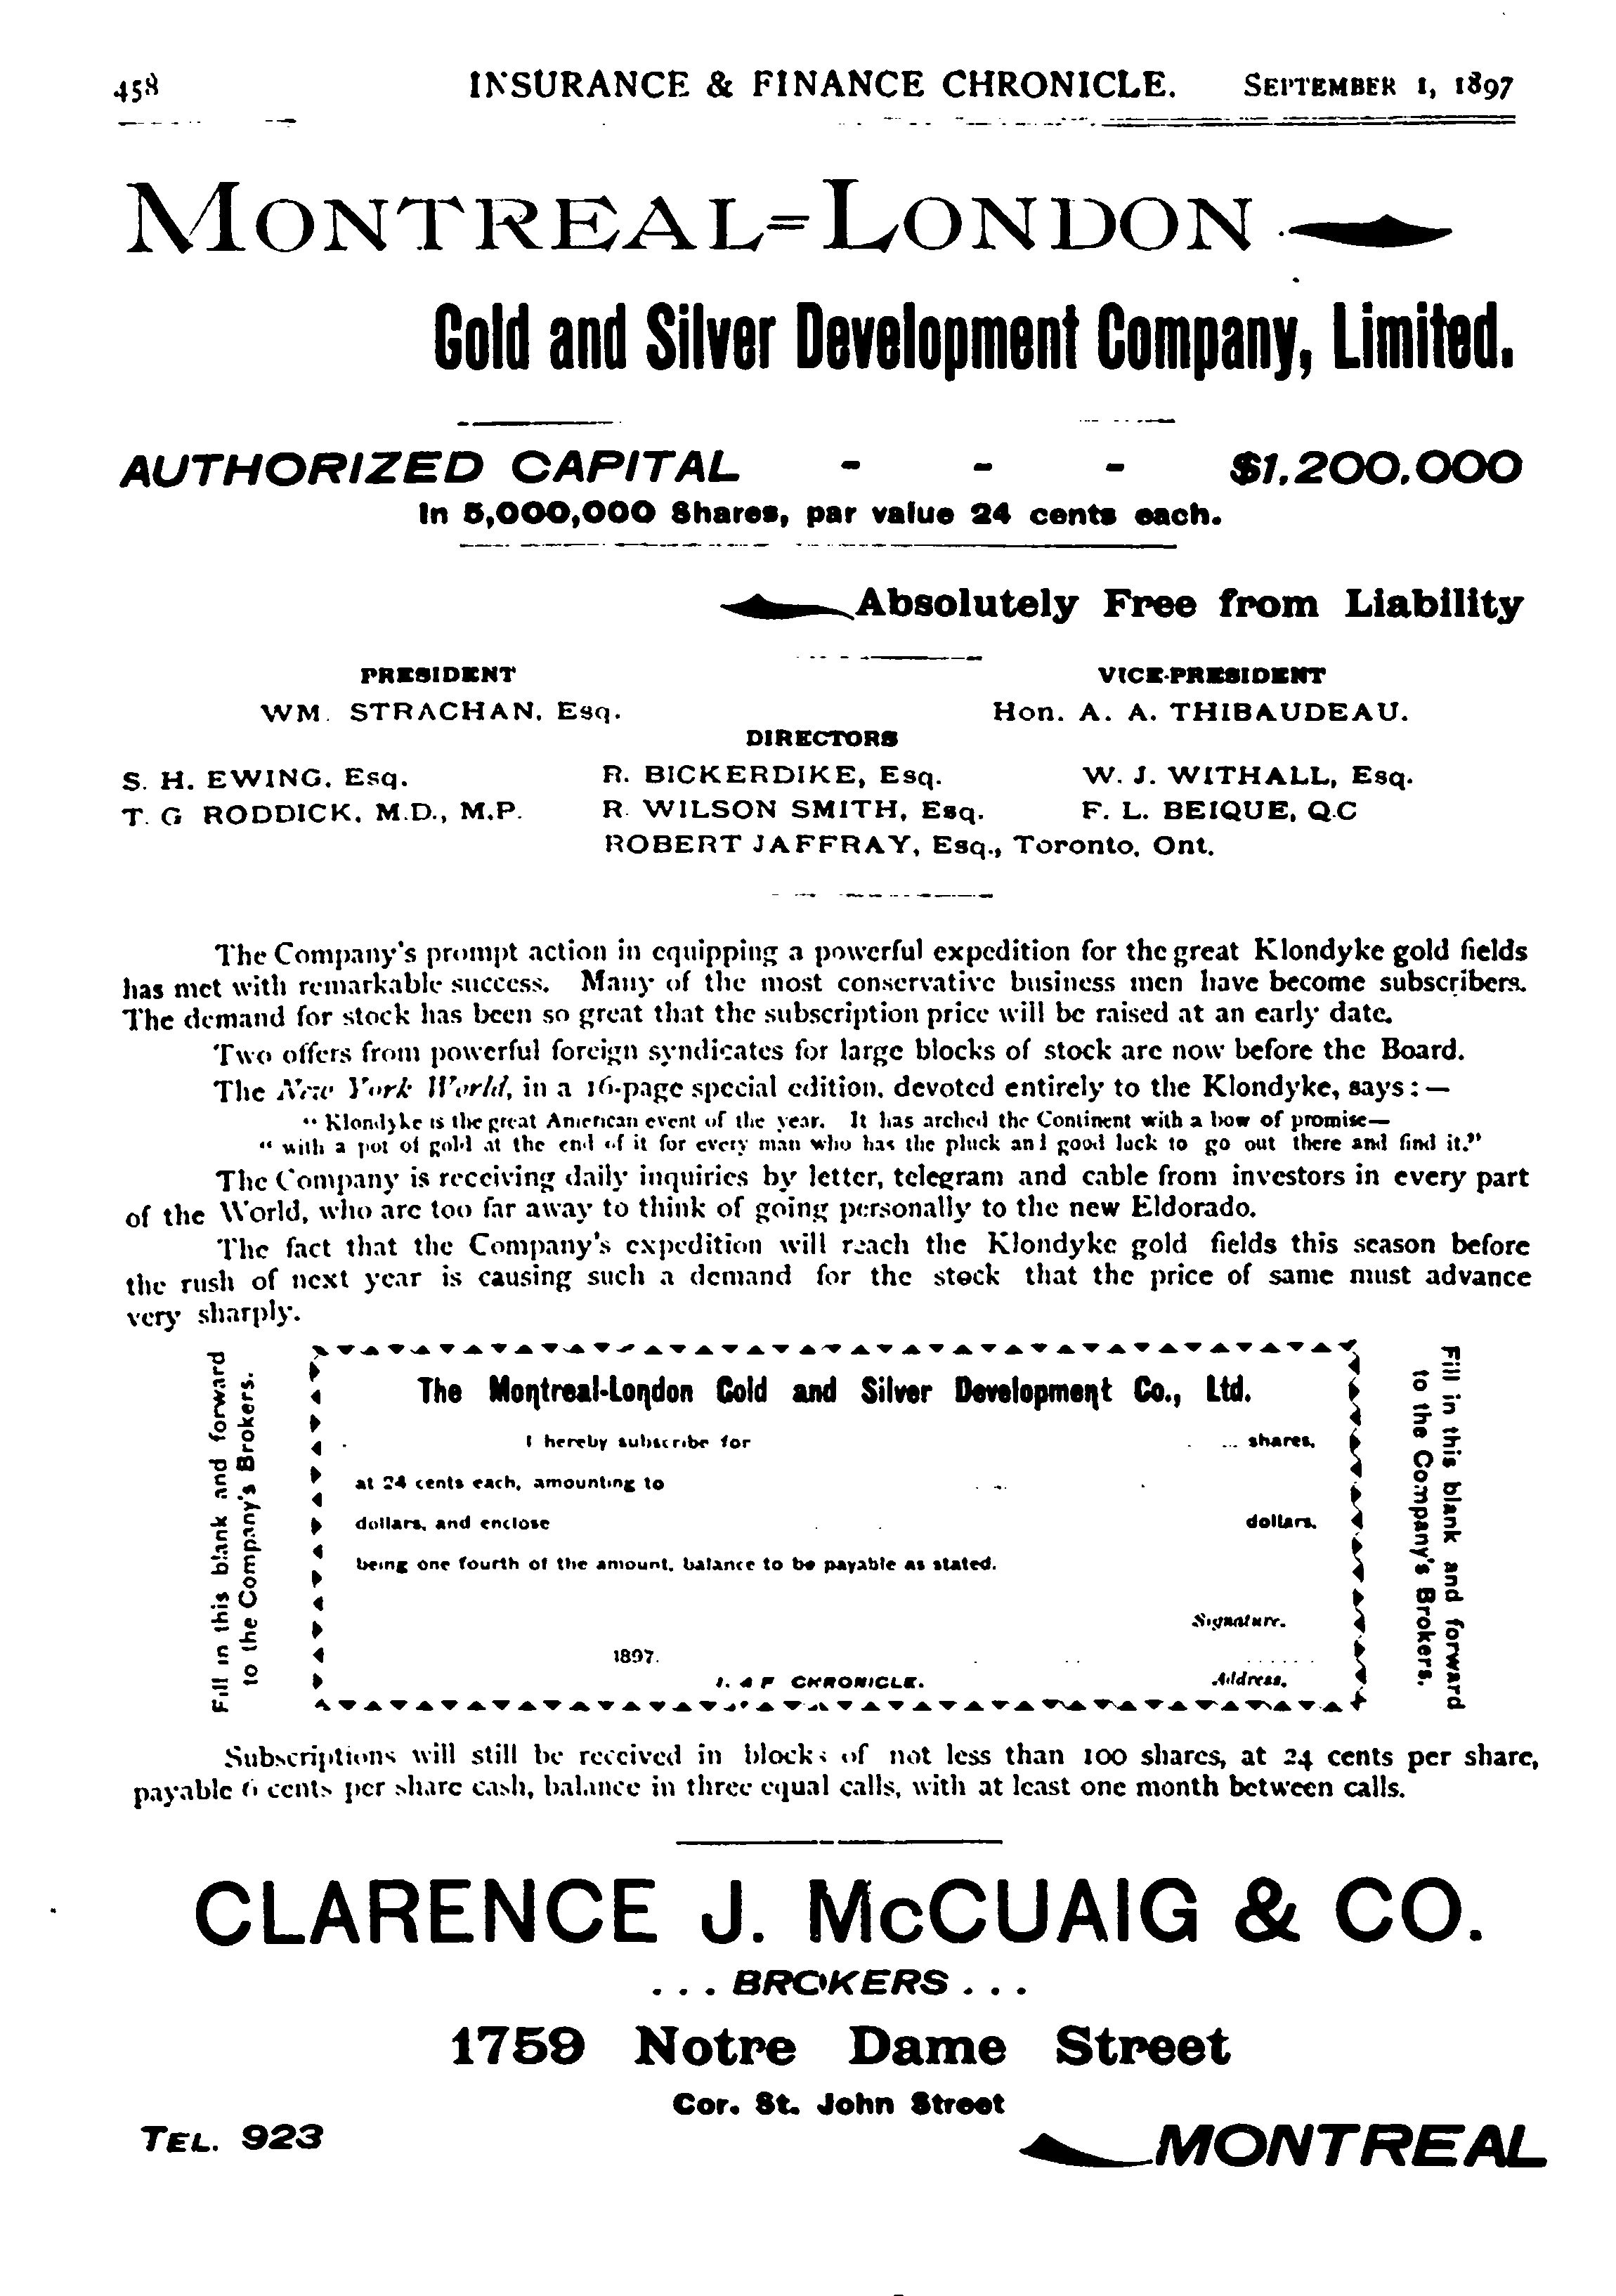 458 INSURANCE & FINANCE CHRONICLE. SEPTEMBER 1, 1897
MONTREAL=LONDON
Gold and Silver Development Company, Limited.
AUTHORIZED CAPITAL - - - $1,200,000
In 5,000,000 Shares, par value 24 cents each.
Absolutely Free from Liability
PRESIDENT VICE-PRESIDENT
WM. STRACHAN, Esq. Hon. A. A. THIBAUDEAU.
DIRECTORS
S. H. EWING, Esq. R. BICKERDIKE, Esq. W. J. WITHALL, Esq.
T. G RODDICK, M.D., M.P. R. WILSON SMITH, Esq. F. L. BEIQUE, Q.C
ROBERT JAFFRAY, Esq., Toronto, Ont.
The Company's prompt action in equipping a powerful expedition for the great Klondyke gold fields
has met with remarkable success. Many of the most conservative business men have become subscribers.
The demand for stock has been so great that the subscription price will be raised at an early date.
Two offers from powerful foreign syndicates for large blocks of stock are now before the Board.
The New York World, in a 16-page special edition, devoted entirely to the Klondyke, says:—
" Klondyke is the great American event of the year. It has arched the Continent with a bow of promise—
" with a pot of gold at the end of it for every man who has the pluck and good luck to go out there and find it."
The Company is receiving daily inquiries by letter, telegram and cable from investors in every part
of the World, who are too far away to think of going personally to the new Eldorado.
The fact that the Company's expedition will reach the Klondyke gold fields this season before
the rush of next year is causing such a demand for the stock that the price of same must advance
very sharply.
Fill in this blank and forward
to the Company's Brokers.
The Montreal-London Gold and Silver Development Co., Ltd.
I hereby subscribe for ... shares,
at 24 cents each, amounting to
dollars, and enclose dollars,
being one fourth of the amount, balance to be payable as stated.
Signature.
1897.
I. & F CHRONICLE. Address.
Fill in this blank and forward
to the Company's Brokers.
Subscriptions will still be received in blocks of not less than 100 shares, at 24 cents per share,
payable 6 cents per share cash, balance in three equal calls, with at least one month between calls.
CLARENCE J. McCUAIG & CO.
... BROKERS ...
1759 Notre Dame Street
Cor. St. John Street
TEL. 923 MONTREAL